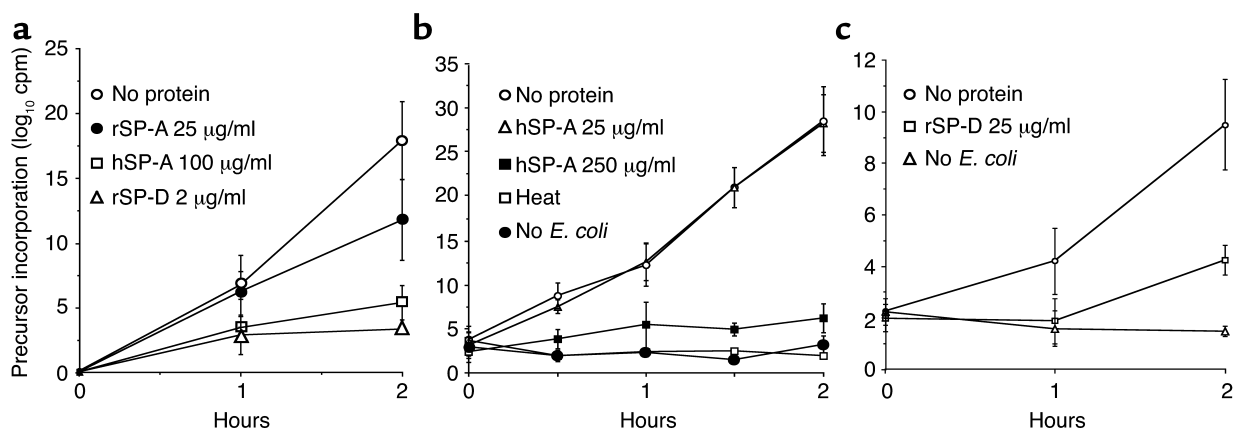 a
Precursor incorporation (log10 cpm)
25
20
15
10
5
0
No protein
rSP-A 25 μg/ml
hSP-A 100 μg/ml
rSP-D 2 μg/ml
0 1 2
Hours
b
35
30
25
20
15
10
5
0
No protein
hSP-A 25 μg/ml
hSP-A 250 μg/ml
Heat
No E. coli
0 1 2
Hours
c
12
10
8
6
4
2
0
No protein
rSP-D 25 μg/ml
No E. coli
0 1 2
Hours